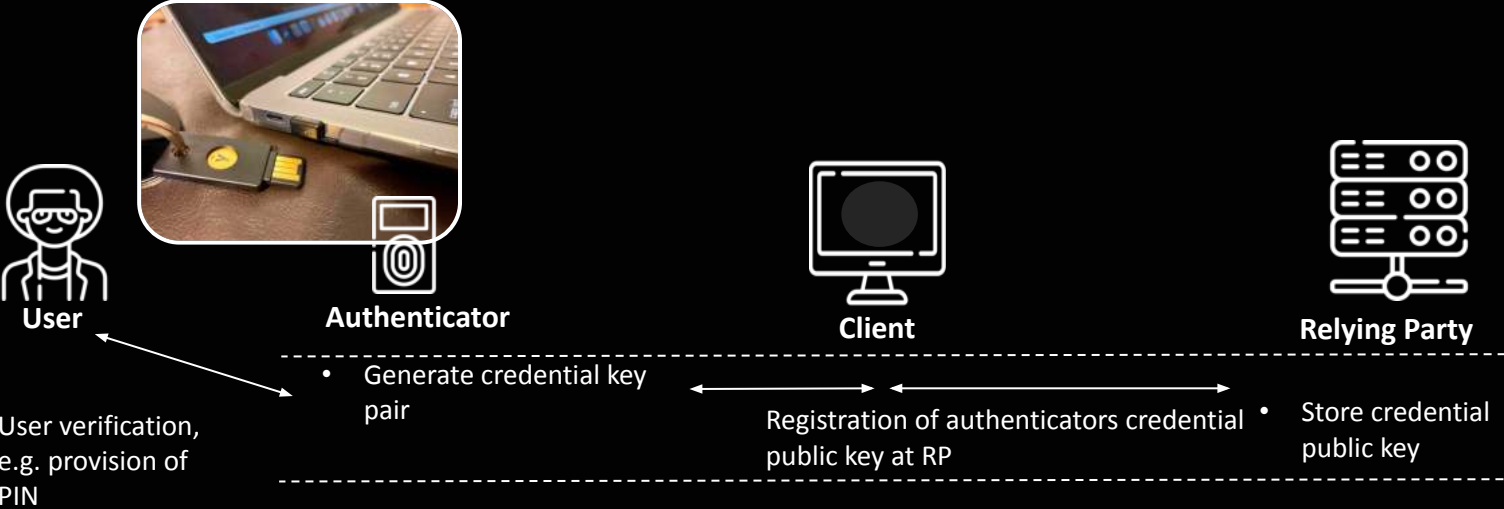 User
Authenticator
Client
Relying Party
• Generate credential key
pair
User verification,
e.g. provision of
PIN
Registration of authenticators credential
public key at RP
• Store credential
public key